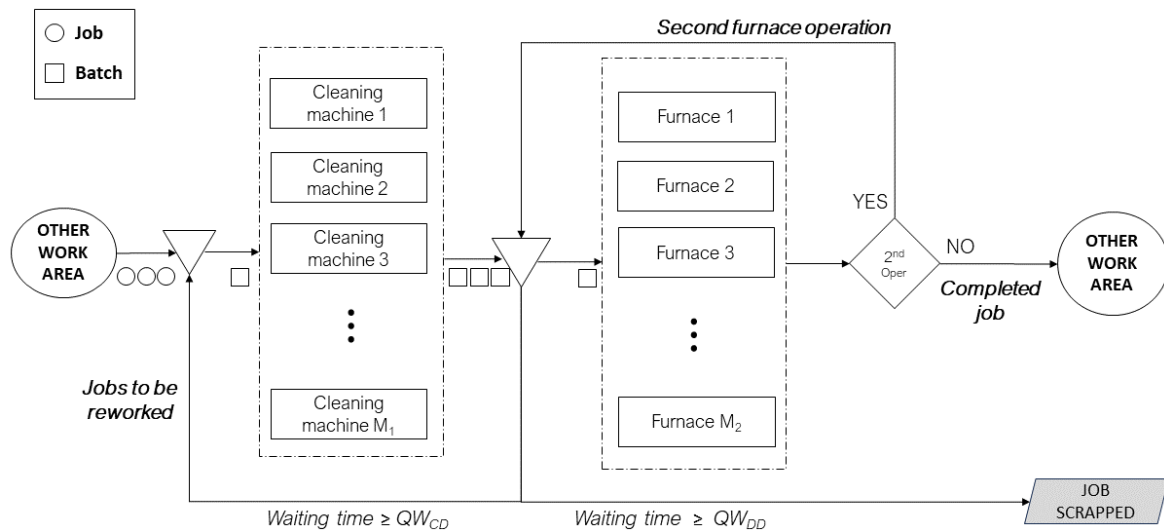 Job
Batch
Second furnace operation
Cleaning
machine 1
Cleaning
machine 2
Cleaning
machine 3
Cleaning
machine M₁
Furnace 1
Furnace 2
Furnace 3
Furnace M₂
OTHER
WORK
AREA
YES
2nd
Oper
NO
Completed
job
OTHER
WORK
AREA
Jobs to be
reworked
Waiting time ≥ QW_CD
Waiting time ≥ QW_DD
JOB
SCRAPPED